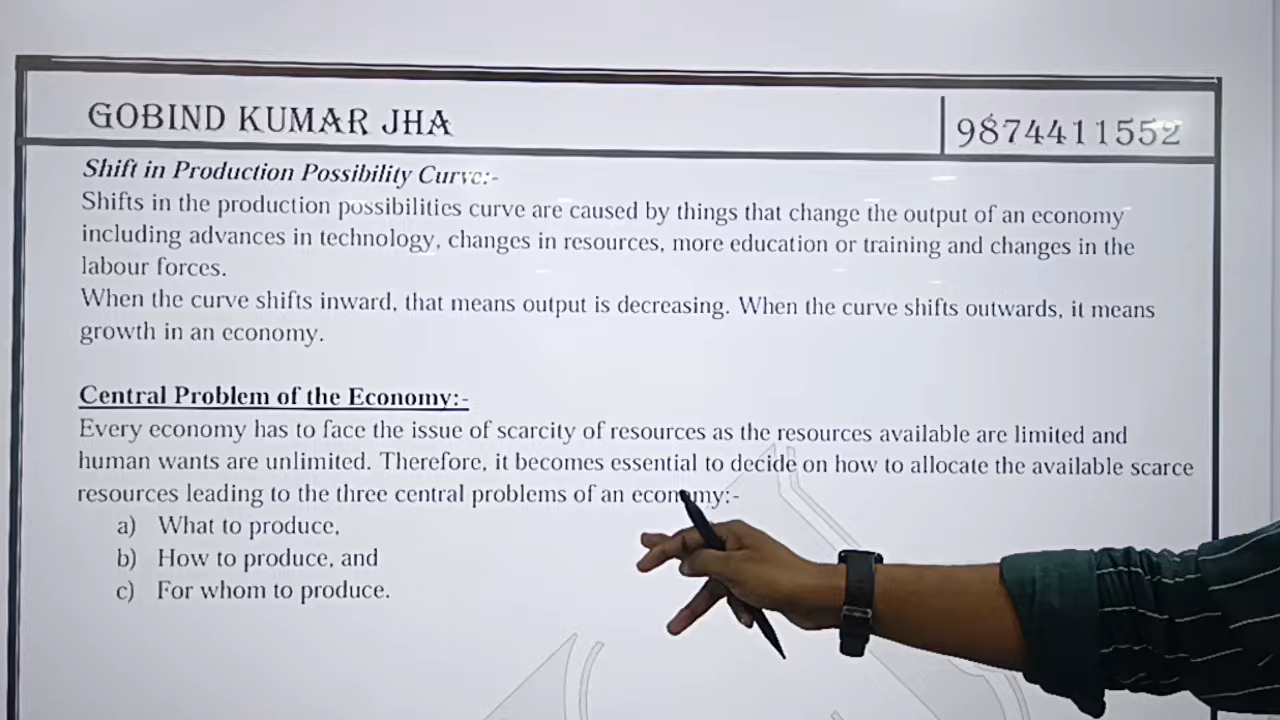 GOBIND KUMAR JHA
9874411552
Shift in Production Possibility Curve:-
Shifts in the production possibilities curve are caused by things that change the output of an economy
including advances in technology, changes in resources, more education or training and changes in the
labour forces.
When the curve shifts inward, that means output is decreasing. When the curve shifts outwards, it means
growth in an economy.
Central Problem of the Economy:-
Every economy has to face the issue of scarcity of resources as the resources available are limited and
human wants are unlimited. Therefore, it becomes essential to decide on how to allocate the available scarce
resources leading to the three central problems of an economy:-
a) What to produce,
b) How to produce, and
c) For whom to produce.